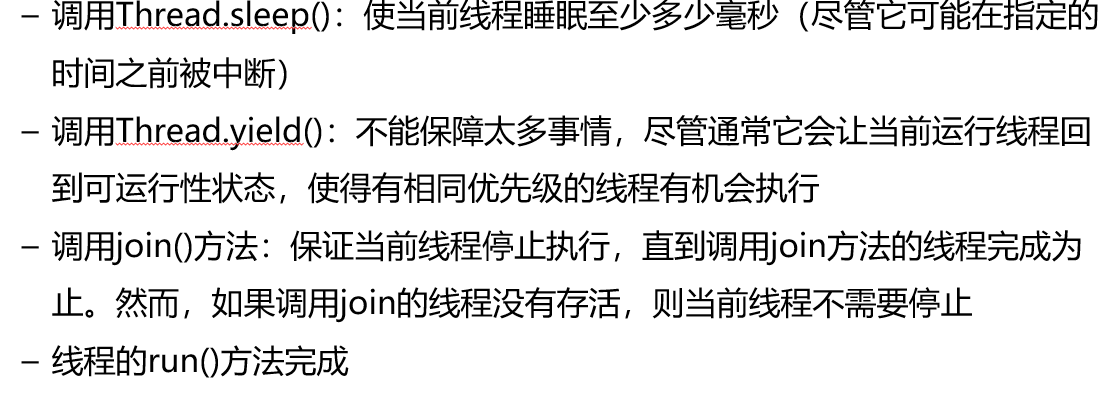 – 调用Thread.sleep()：使当前线程睡眠至少多少毫秒（尽管它可能在指定的
时间之前被中断）
– 调用Thread.yield()：不能保障太多事情，尽管通常它会让当前运行线程回
到可运行性状态，使得有相同优先级的线程有机会执行
– 调用join()方法：保证当前线程停止执行，直到调用join方法的线程完成为
止。然而，如果调用join的线程没有存活，则当前线程不需要停止
– 线程的run()方法完成